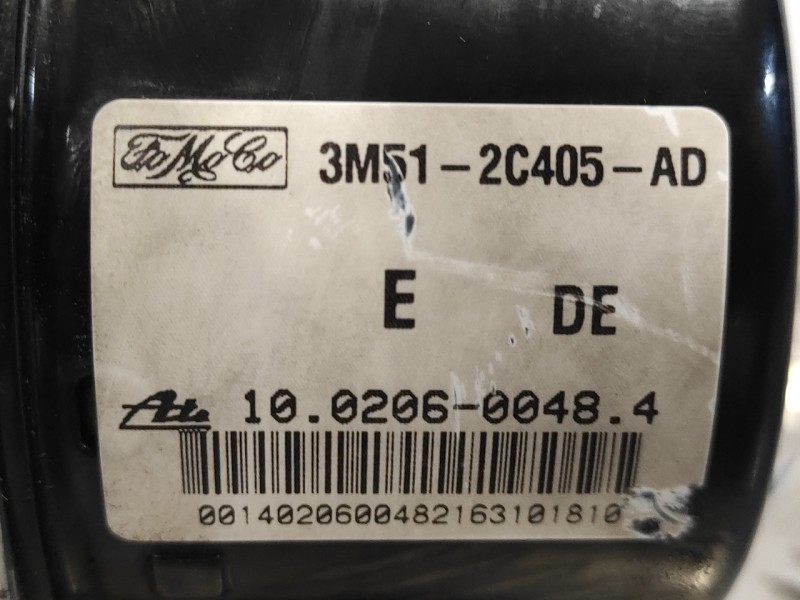 FoMoCo 3M51-2C405-AD
E DE
Ate 10.0206-0048.4
0014020600482163101810